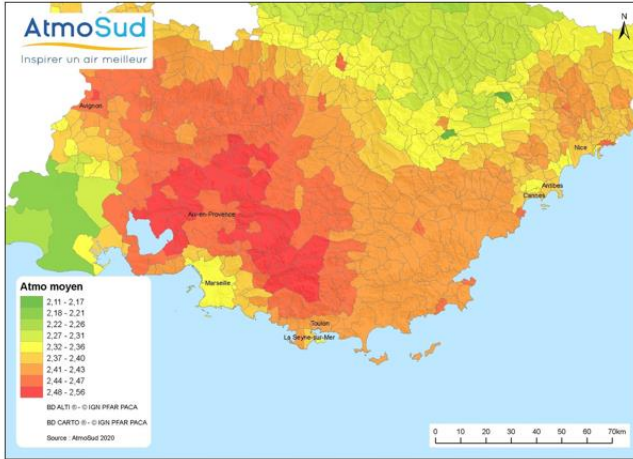 AtmoSud
Inspirer un air meilleur
N
Avignon
Nice
Antibes
Cannes
Aix-en-Provence
Marseille
Toulon
La Seyne-sur-Mer
Atmo moyen
2,11 - 2,17
2,18 - 2,21
2,22 - 2,26
2,27 - 2,31
2,32 - 2,36
2,37 - 2,40
2,41 - 2,43
2,44 - 2,47
2,48 - 2,56
BD ALTI ® - © IGN PFAR PACA
BD CARTO ® - © IGN PFAR PACA
Source : AtmoSud 2020
0 10 20 30 40 50 60 70km